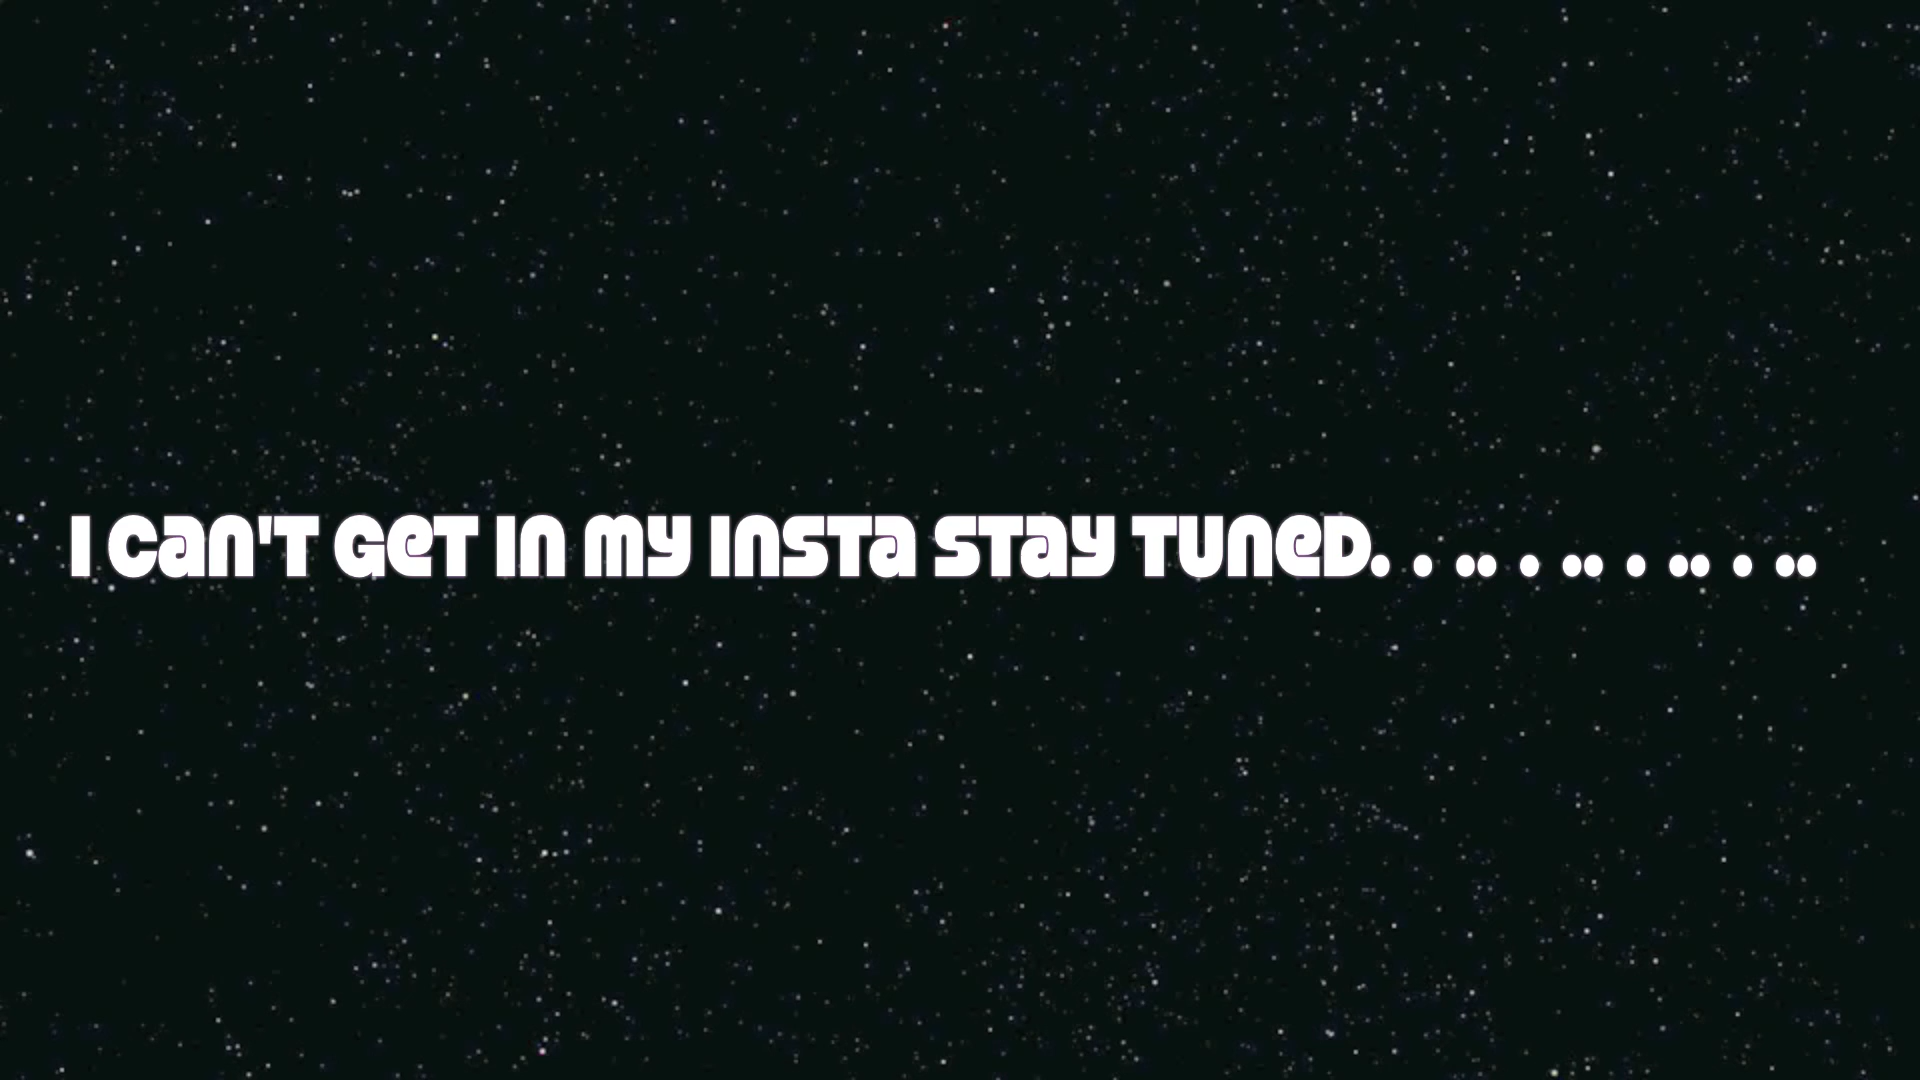 I can't get in my insta stay tuned. . .. . .. . .. . ..